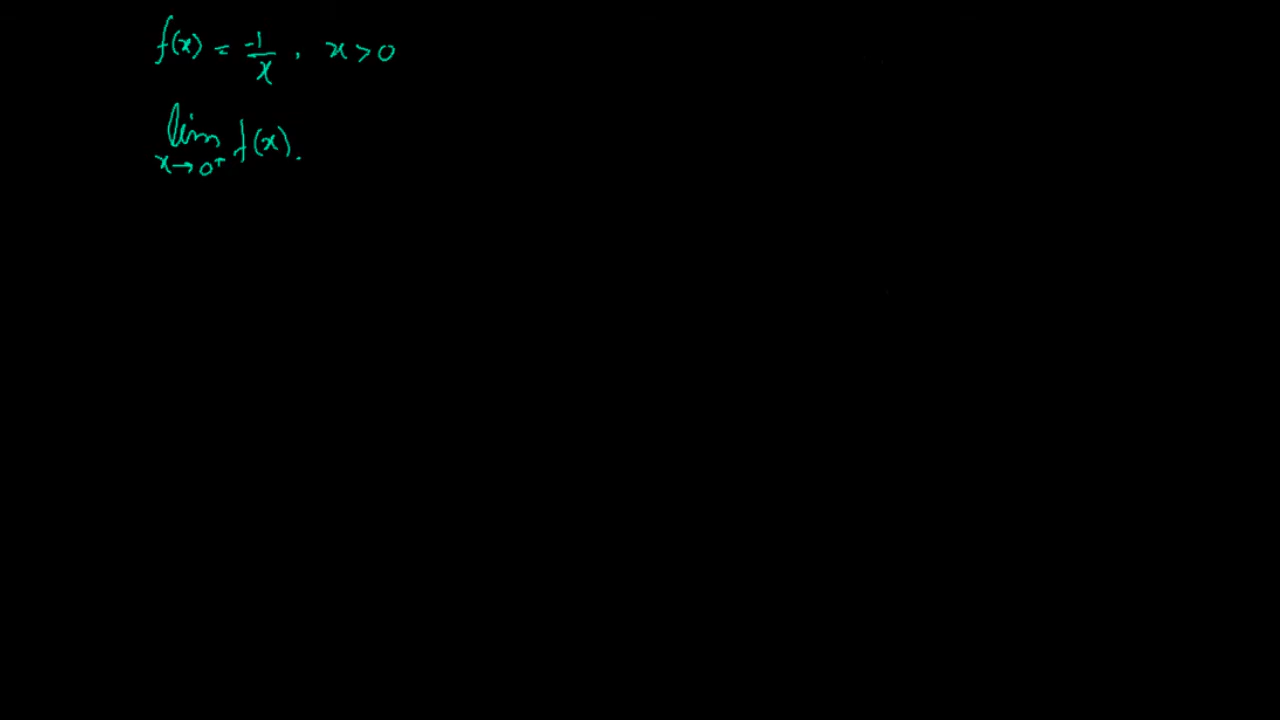 f(x) = -1/x , x > 0
lim x→0⁺ f(x).